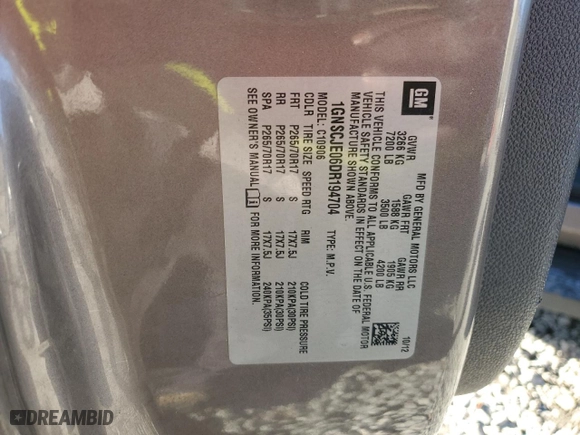 GM
MFD BY GENERAL MOTORS LLC
10/12
GVWR GAWR FRT GAWR RR
3266 KG 1588 KG 1905 KG
7200 LB 3500 LB 4200 LB
THIS VEHICLE CONFORMS TO ALL APPLICABLE U.S. FEDERAL MOTOR
VEHICLE SAFETY STANDARDS IN EFFECT ON THE DATE OF
MANUFACTURE SHOWN ABOVE.
1GNSCJE06DR194704 TYPE: M.P.V.
MODEL: C10906
CDLR TIRE SIZE SPEED RTG RIM COLD TIRE PRESSURE
FRT P265/70R17 S 17X7.5J 210KPA(30PSI)
RR P265/70R17 S 17X7.5J 210KPA(30PSI)
SPA P265/70R17 S 17X7.5J 240KPA(35PSI)
SEE OWNER'S MANUAL FOR MORE INFORMATION.
DREAMBID